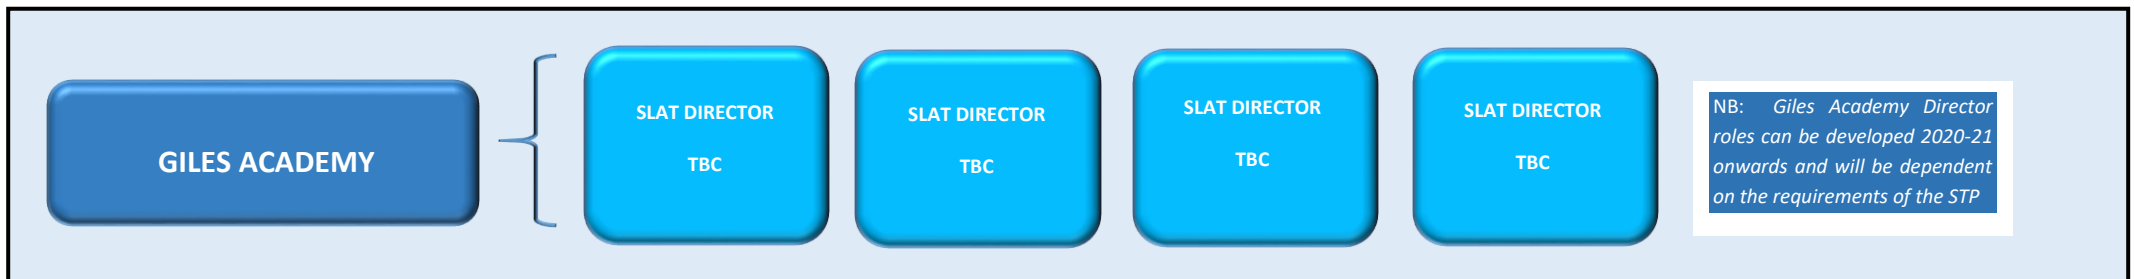 GILES ACADEMY
SLAT DIRECTOR
TBC
SLAT DIRECTOR
TBC
SLAT DIRECTOR
TBC
SLAT DIRECTOR
TBC
NB: Giles Academy Director
roles can be developed 2020-21
onwards and will be dependent
on the requirements of the STP